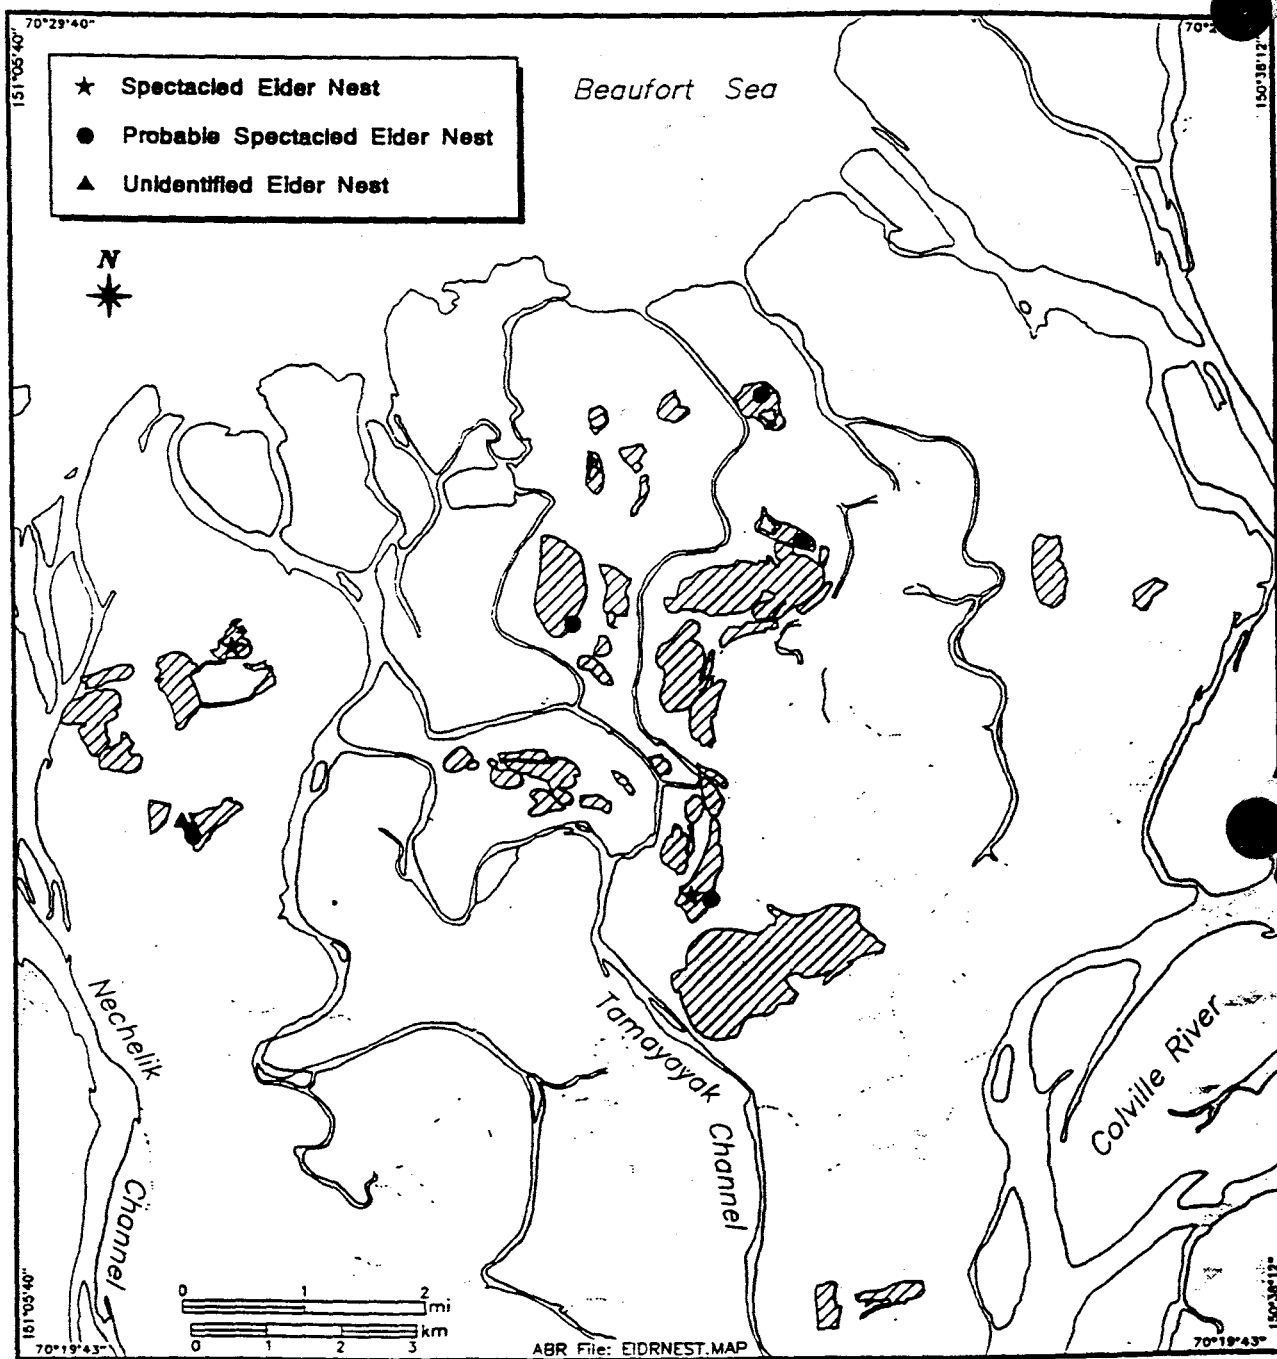 70°29'40"
151°05'40"
150°38'12"
★ Spectacled Eider Nest
● Probable Spectacled Eider Nest
▲ Unidentified Eider Nest
Beaufort Sea
N
Nechelik
Channel
Tamayayak
Channel
Colville River
0 1 2 mi
0 1 2 3 km
151°05'40"
150°38'12"
70°19'43"
ABR File: EIDRNEST.MAP
70°19'43"